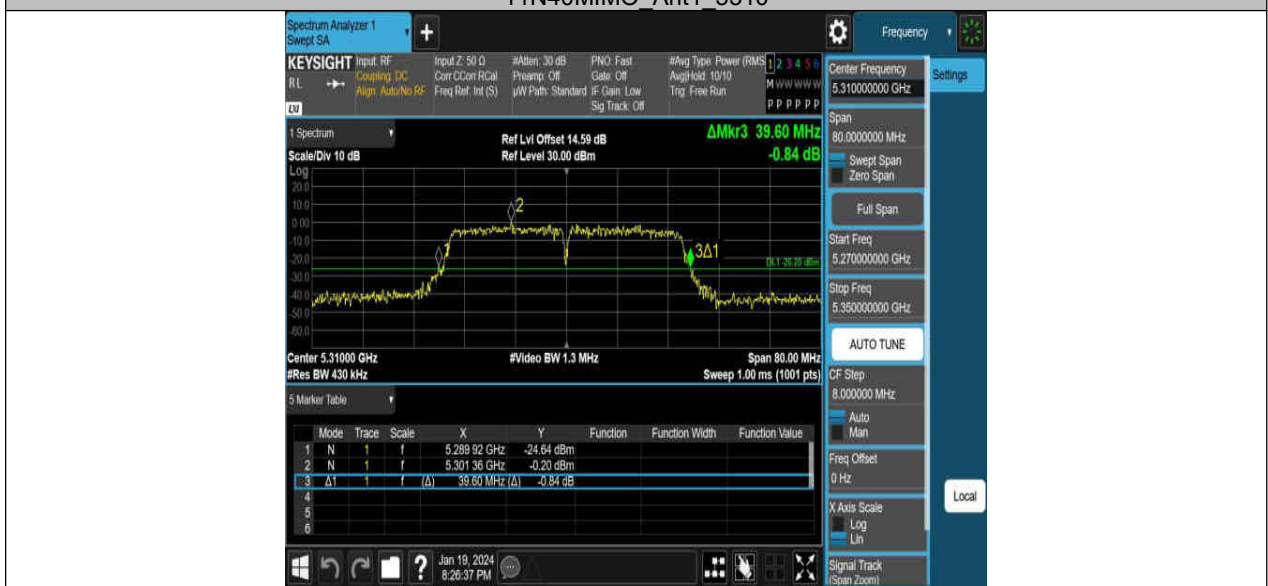 11N40MIMO_Ant1_5310
Spectrum Analyzer 1
Swept SA
+
Frequency
KEYSIGHT
RL
LXI
Input: RF
Coupling: DC
Align: Auto/No RF
Input Z: 50 Ω
Corr CCorr RCal
Freq Ref: Int (S)
#Atten: 30 dB
Preamp: Off
µW Path: Standard
PNO: Fast
Gate: Off
IF Gain: Low
Sig Track: Off
#Avg Type: Power (RMS
Avg|Hold: 10/10
Trig: Free Run
1 2 3 4 5 6
M W W W W W
P P P P P P
Center Frequency
5.310000000 GHz
Settings
Span
80.0000000 MHz
Swept Span
Zero Span
Full Span
Start Freq
5.270000000 GHz
Stop Freq
5.350000000 GHz
AUTO TUNE
CF Step
8.000000 MHz
Auto
Man
Freq Offset
0 Hz
X Axis Scale
Log
Lin
Signal Track
(Span Zoom)
Local
1 Spectrum
Scale/Div 10 dB
Log
Ref Lvl Offset 14.59 dB
Ref Level 30.00 dBm
ΔMkr3 39.60 MHz
-0.84 dB
20.0
10.0
0.00
-10.0
-20.0
-30.0
-40.0
-50.0
-60.0
1
2
3Δ1
DL1 -26.20 dBm
Center 5.31000 GHz
#Res BW 430 kHz
#Video BW 1.3 MHz
Span 80.00 MHz
Sweep 1.00 ms (1001 pts)
5 Marker Table
Mode Trace Scale X Y Function Function Width Function Value
1 N 1 f 5.289 92 GHz -24.64 dBm
2 N 1 f 5.301 36 GHz -0.20 dBm
3 Δ1 1 f (Δ) 39.60 MHz (Δ) -0.84 dB
4
5
6
?
Jan 19, 2024
8:26:37 PM